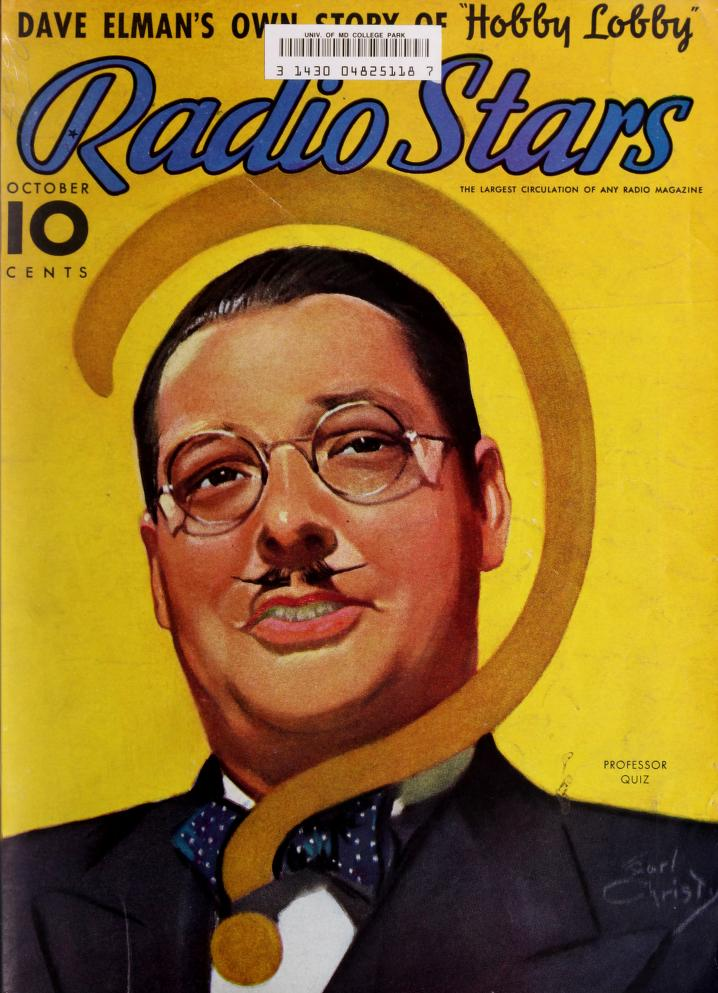 DAVE ELMAN'S OWN STORY OF "Hobby Lobby"
UNIV. OF MD COLLEGE PARK
3 1430 04825118 7
Radio Stars
OCTOBER
10
CENTS
THE LARGEST CIRCULATION OF ANY RADIO MAGAZINE
PROFESSOR
QUIZ
Earl
Christy